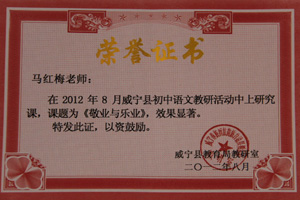 荣誉证书
马红梅老师：
在 2012 年 8 月威宁县初中语文教研活动中上研究
课，课题为《敬业与乐业》，效果显著。
特发此证，以资鼓励。
威宁县教育局教研室
二〇一二年八月